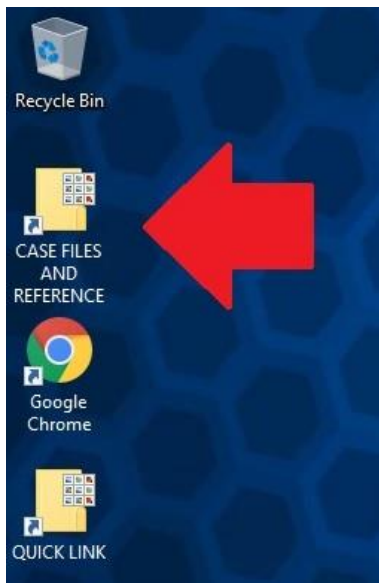 Recycle Bin
CASE FILES
AND
REFERENCE
Google
Chrome
QUICK LINK